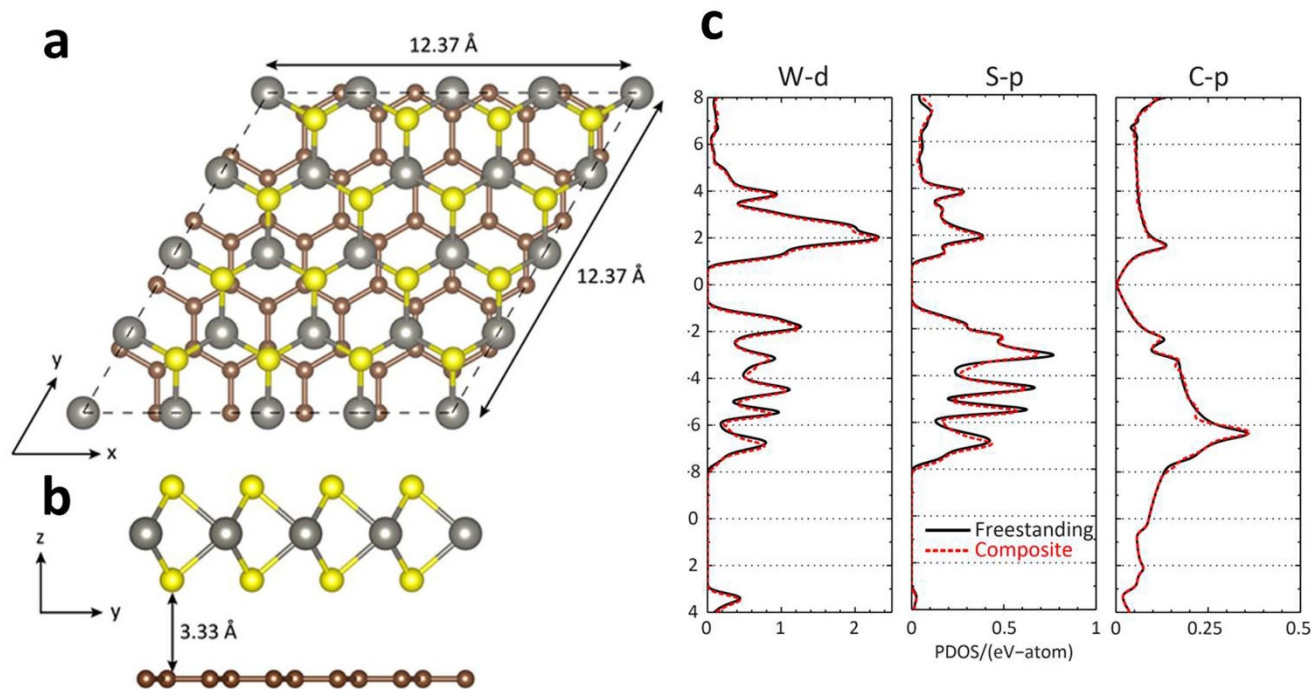 a
12.37 Å
12.37 Å
y
x
b
z
y
3.33 Å
c
W-d
S-p
C-p
8
6
4
2
0
-2
-4
-6
-8
0
2
4
Freestanding
Composite
0 1 2
0 0.5 1
0 0.25 0.5
PDOS/(eV−atom)